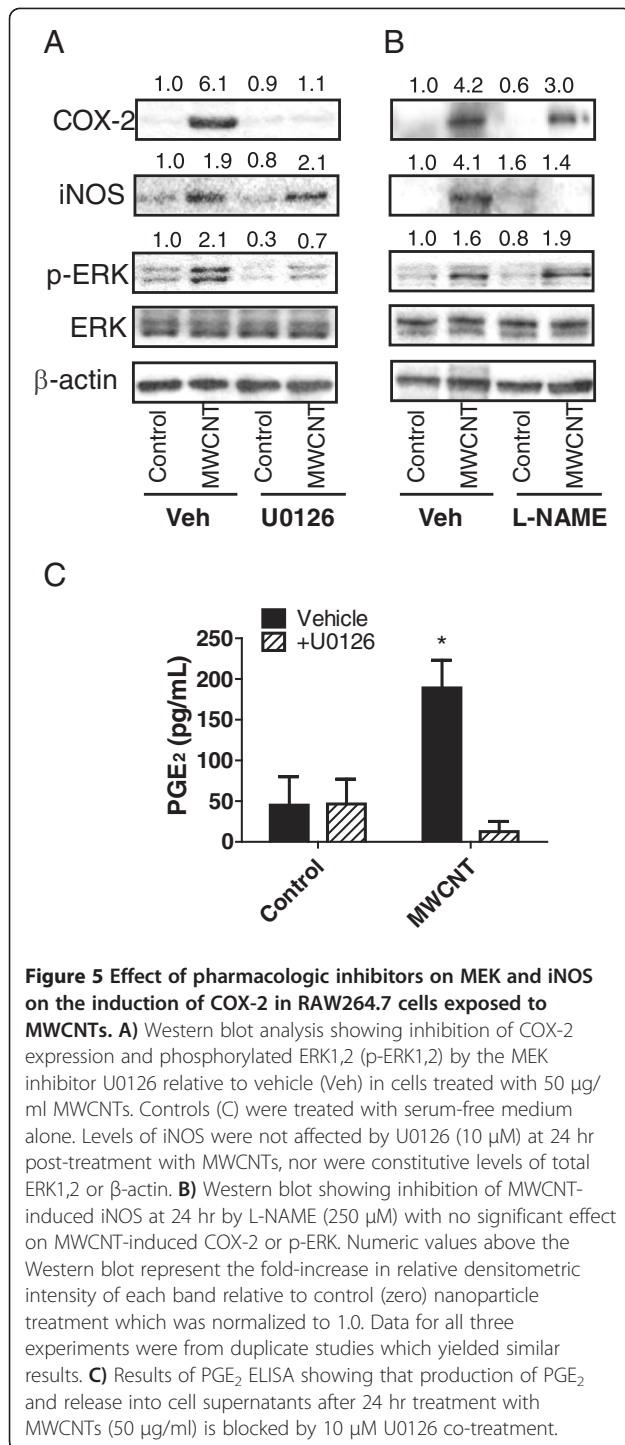 A
B
1.0 6.1 0.9 1.1
1.0 4.2 0.6 3.0
COX-2
1.0 1.9 0.8 2.1
1.0 4.1 1.6 1.4
iNOS
1.0 2.1 0.3 0.7
1.0 1.6 0.8 1.9
p-ERK
ERK
β-actin
Control MWCNT Control MWCNT
Control MWCNT Control MWCNT
Veh U0126
Veh L-NAME
C
Vehicle
+U0126
PGE₂ (pg/mL)
250
200
150
100
50
0
*
Control
MWCNT
Figure 5 Effect of pharmacologic inhibitors on MEK and iNOS
on the induction of COX-2 in RAW264.7 cells exposed to
MWCNTs. A) Western blot analysis showing inhibition of COX-2
expression and phosphorylated ERK1,2 (p-ERK1,2) by the MEK
inhibitor U0126 relative to vehicle (Veh) in cells treated with 50 μg/
ml MWCNTs. Controls (C) were treated with serum-free medium
alone. Levels of iNOS were not affected by U0126 (10 μM) at 24 hr
post-treatment with MWCNTs, nor were constitutive levels of total
ERK1,2 or β-actin. B) Western blot showing inhibition of MWCNT-
induced iNOS at 24 hr by L-NAME (250 μM) with no significant effect
on MWCNT-induced COX-2 or p-ERK. Numeric values above the
Western blot represent the fold-increase in relative densitometric
intensity of each band relative to control (zero) nanoparticle
treatment which was normalized to 1.0. Data for all three
experiments were from duplicate studies which yielded similar
results. C) Results of PGE₂ ELISA showing that production of PGE₂
and release into cell supernatants after 24 hr treatment with
MWCNTs (50 μg/ml) is blocked by 10 μM U0126 co-treatment.